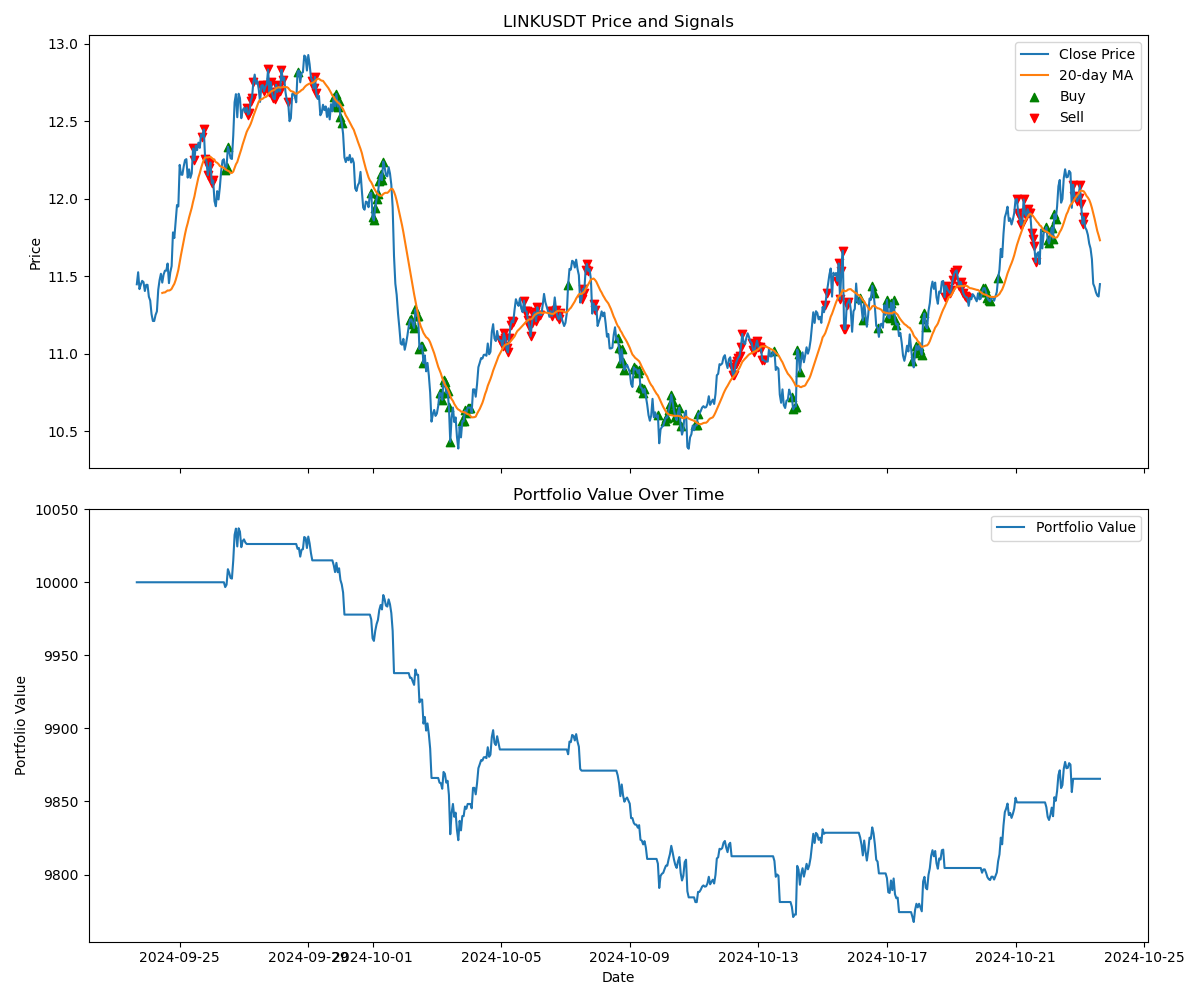 LINKUSDT Price and Signals
13.0
12.5
12.0
11.5
11.0
10.5
Price
Close Price
20-day MA
Buy
Sell
Portfolio Value Over Time
10050
10000
9950
9900
9850
9800
Portfolio Value
Portfolio Value
2024-09-25
2024-09-29
2024-10-01
2024-10-05
2024-10-09
2024-10-13
2024-10-17
2024-10-21
2024-10-25
Date